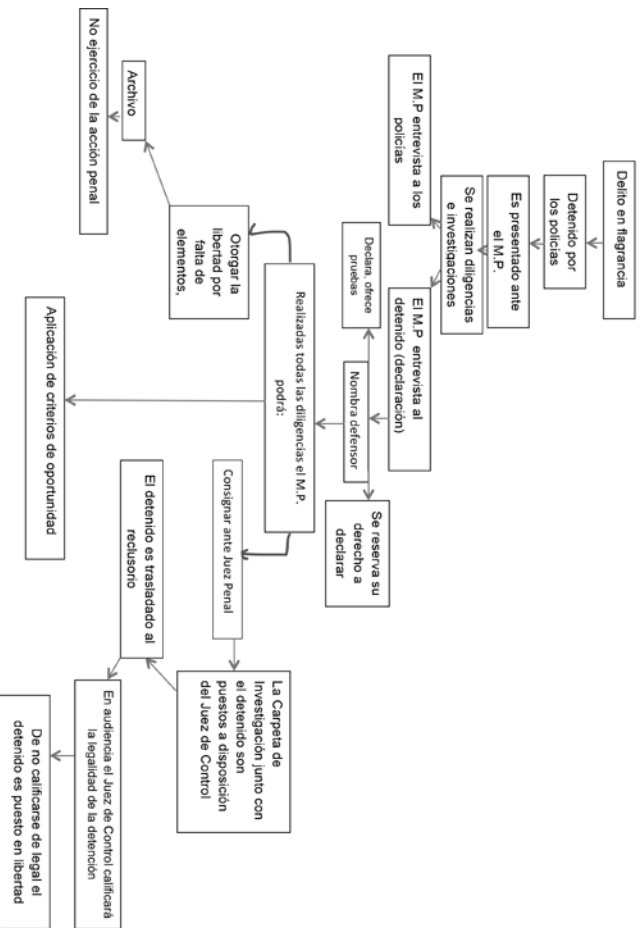 Delito en flagrancia
Detenido por
los policias
Es presentado ante
el M.P.
Se realizan diligencias
e investigaciones
El M.P entrevista a los
policias
El M.P entrevista al
detenido (declaración)
Declara, ofrece
pruebas
Nombra defensor
Se reserva su
derecho a
declarar
Realizadas todas las diligencias el M.P.
podrá:
Otorgar la
libertad por
falta de
elementos,
Archivo
No ejercicio de la acción penal
Aplicación de criterios de oportunidad
Consignar ante Juez Penal
La Carpeta de
Investigación junto con
el detenido son
puestos a disposición
del Juez de Control
El detenido es trasladado al
reclusorio
En audiencia el Juez de Control calificará
la legalidad de la detención
De no calificarse de legal el
detenido es puesto en libertad